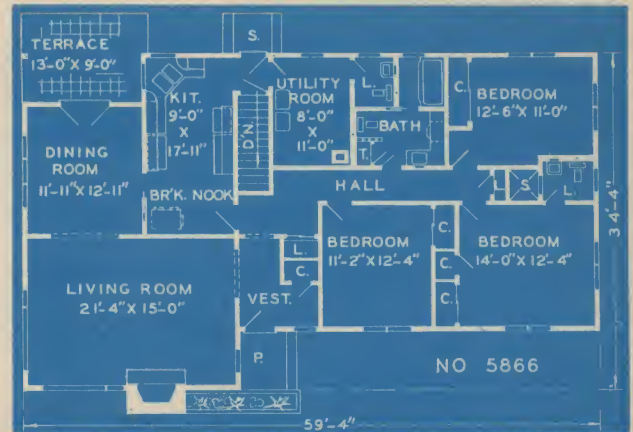 TERRACE
13'-0" X 9'-0"
S.
KIT.
9'-0"
X
17'-11"
UTILITY
ROOM
8'-0"
X
11'-0"
L.
C.
BEDROOM
12'-6" X 11'-0"
D'N
BATH
T.
DINING
ROOM
11'-11" X 12'-11"
BR'K. NOOK
HALL
L
S.
L.
34'-4"
LIVING ROOM
21'-4" X 15'-0"
L.
C.
VEST.
BEDROOM
11'-2" X 12'-4"
C.
C.
C.
BEDROOM
14'-0" X 12'-4"
P.
NO 5866
59'-4"